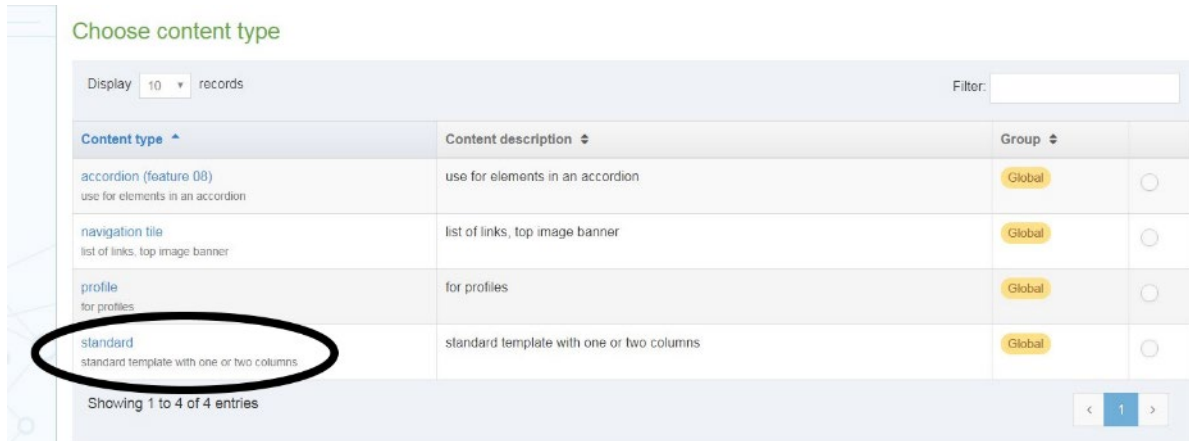 Choose content type
Display 10 records
Filter:
Content type Content description Group
accordion (feature 08) use for elements in an accordion Global
use for elements in an accordion
navigation tile list of links, top image banner Global
list of links, top image banner
profile for profiles Global
for profiles
standard standard template with one or two columns Global
standard template with one or two columns
Showing 1 to 4 of 4 entries
‹ 1 ›